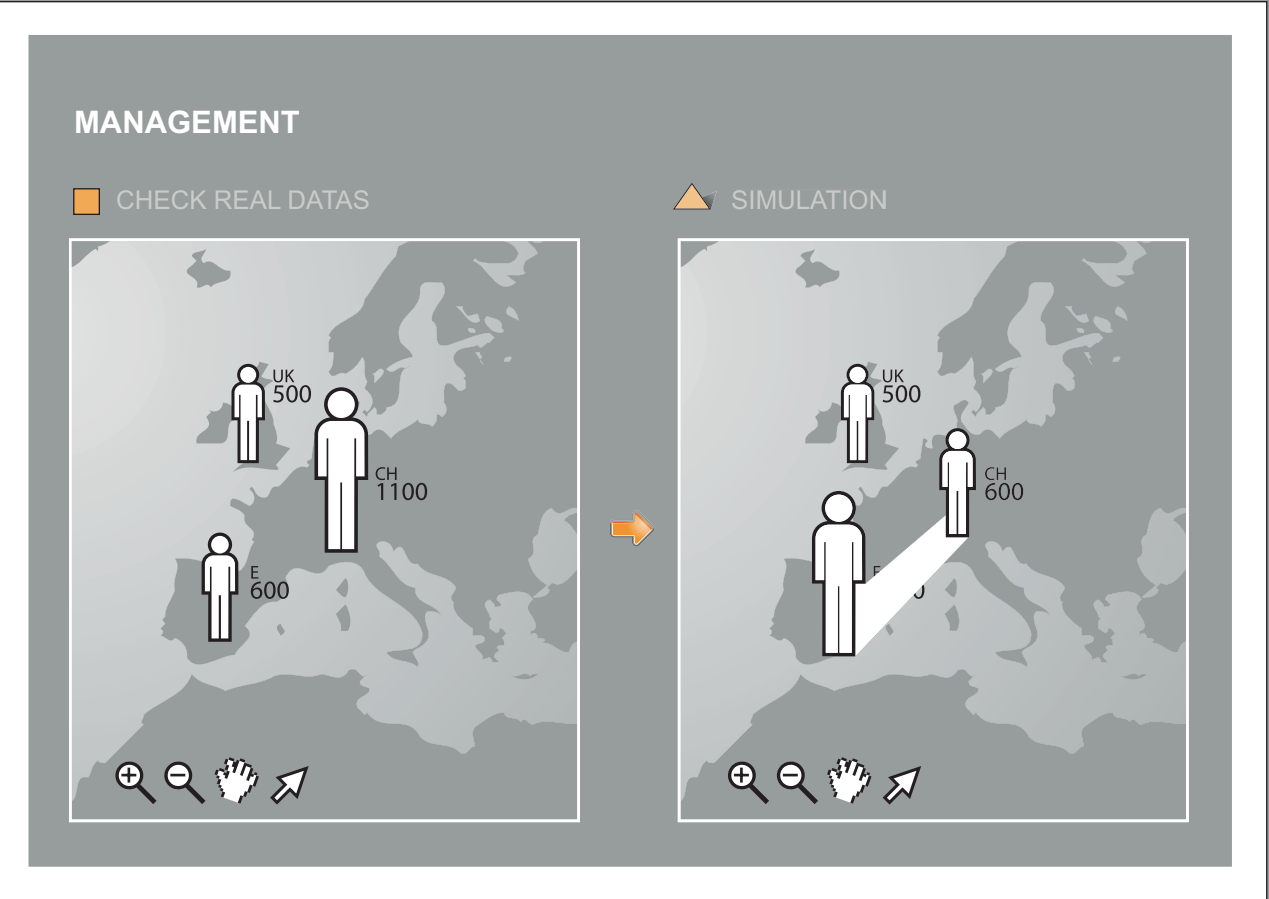 MANAGEMENT
CHECK REAL DATAS
SIMULATION
UK
500
CH
1100
E
600
UK
500
CH
600